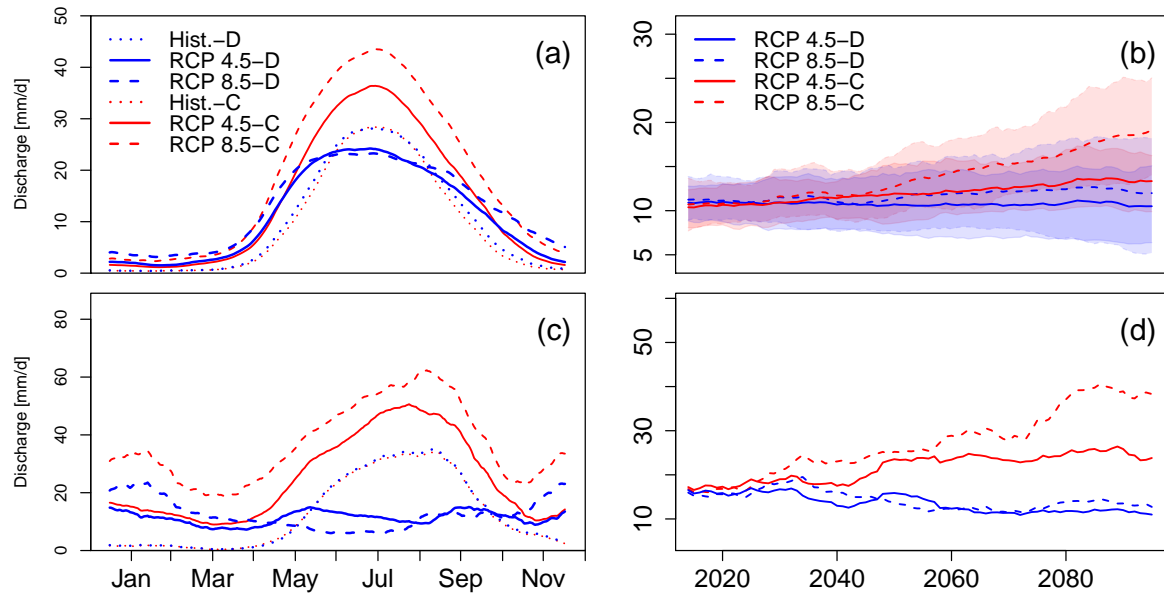 Discharge [mm/d]
50
40
30
20
10
0
Hist.−D
RCP 4.5−D
RCP 8.5−D
Hist.−C
RCP 4.5−C
RCP 8.5−C
(a)
30
20
10
5
RCP 4.5−D
RCP 8.5−D
RCP 4.5−C
RCP 8.5−C
(b)
Discharge [mm/d]
80
60
40
20
0
(c)
Jan Mar May Jul Sep Nov
50
30
10
(d)
2020 2040 2060 2080